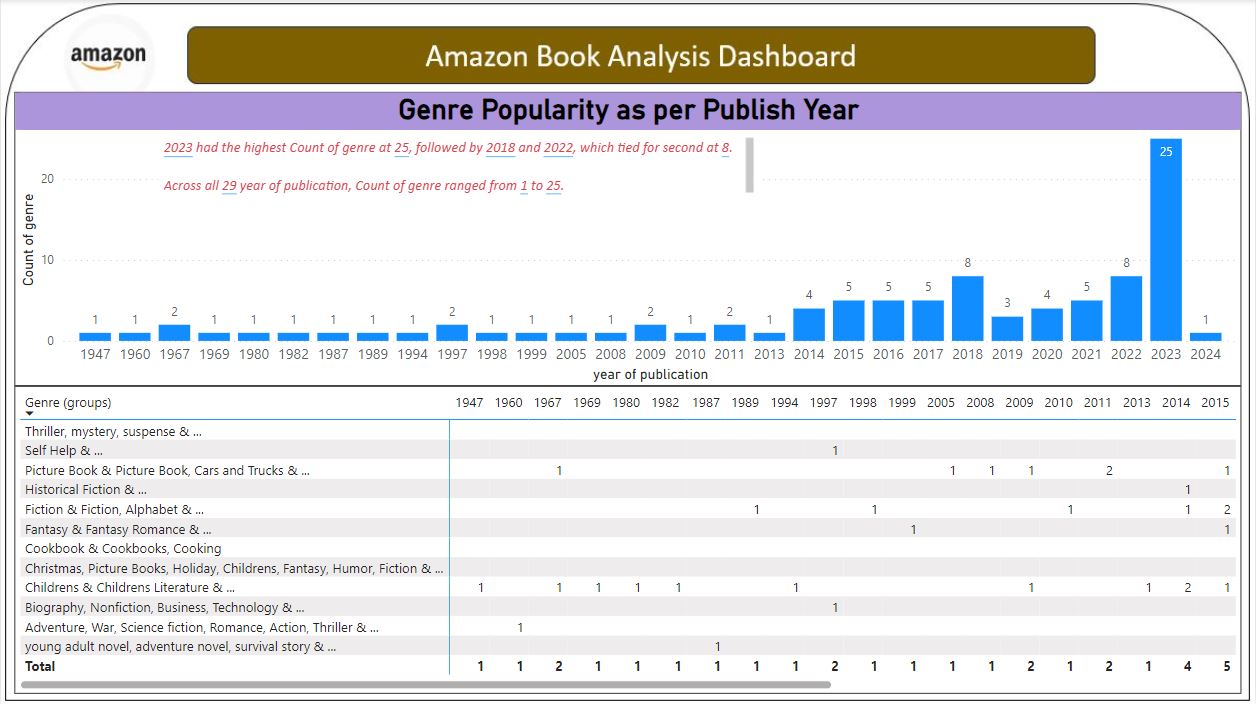 amazon
Amazon Book Analysis Dashboard
Genre Popularity as per Publish Year
2023 had the highest Count of genre at 25, followed by 2018 and 2022, which tied for second at 8.
Across all 29 year of publication, Count of genre ranged from 1 to 25.
Count of genre
20
10
0
1 1 2 1 1 1 1 1 1 2 1 1 1 1 2 1 2 1 4 5 5 5 8 3 4 5 8 25 1
1947 1960 1967 1969 1980 1982 1987 1989 1994 1997 1998 1999 2005 2008 2009 2010 2011 2013 2014 2015 2016 2017 2018 2019 2020 2021 2022 2023 2024
year of publication
Genre (groups) 1947 1960 1967 1969 1980 1982 1987 1989 1994 1997 1998 1999 2005 2008 2009 2010 2011 2013 2014 2015
Thriller, mystery, suspense & ...
Self Help & ... 1
Picture Book & Picture Book, Cars and Trucks & ... 1 1 1 1 2 1
Historical Fiction & ... 1
Fiction & Fiction, Alphabet & ... 1 1 1 1 2
Fantasy & Fantasy Romance & ... 1 1
Cookbook & Cookbooks, Cooking
Christmas, Picture Books, Holiday, Childrens, Fantasy, Humor, Fiction & ...
Childrens & Childrens Literature & ... 1 1 1 1 1 1 1 1 2 1
Biography, Nonfiction, Business, Technology & ... 1
Adventure, War, Science fiction, Romance, Action, Thriller & ... 1
young adult novel, adventure novel, survival story & ... 1
Total 1 1 2 1 1 1 1 1 1 2 1 1 1 1 2 1 2 1 4 5